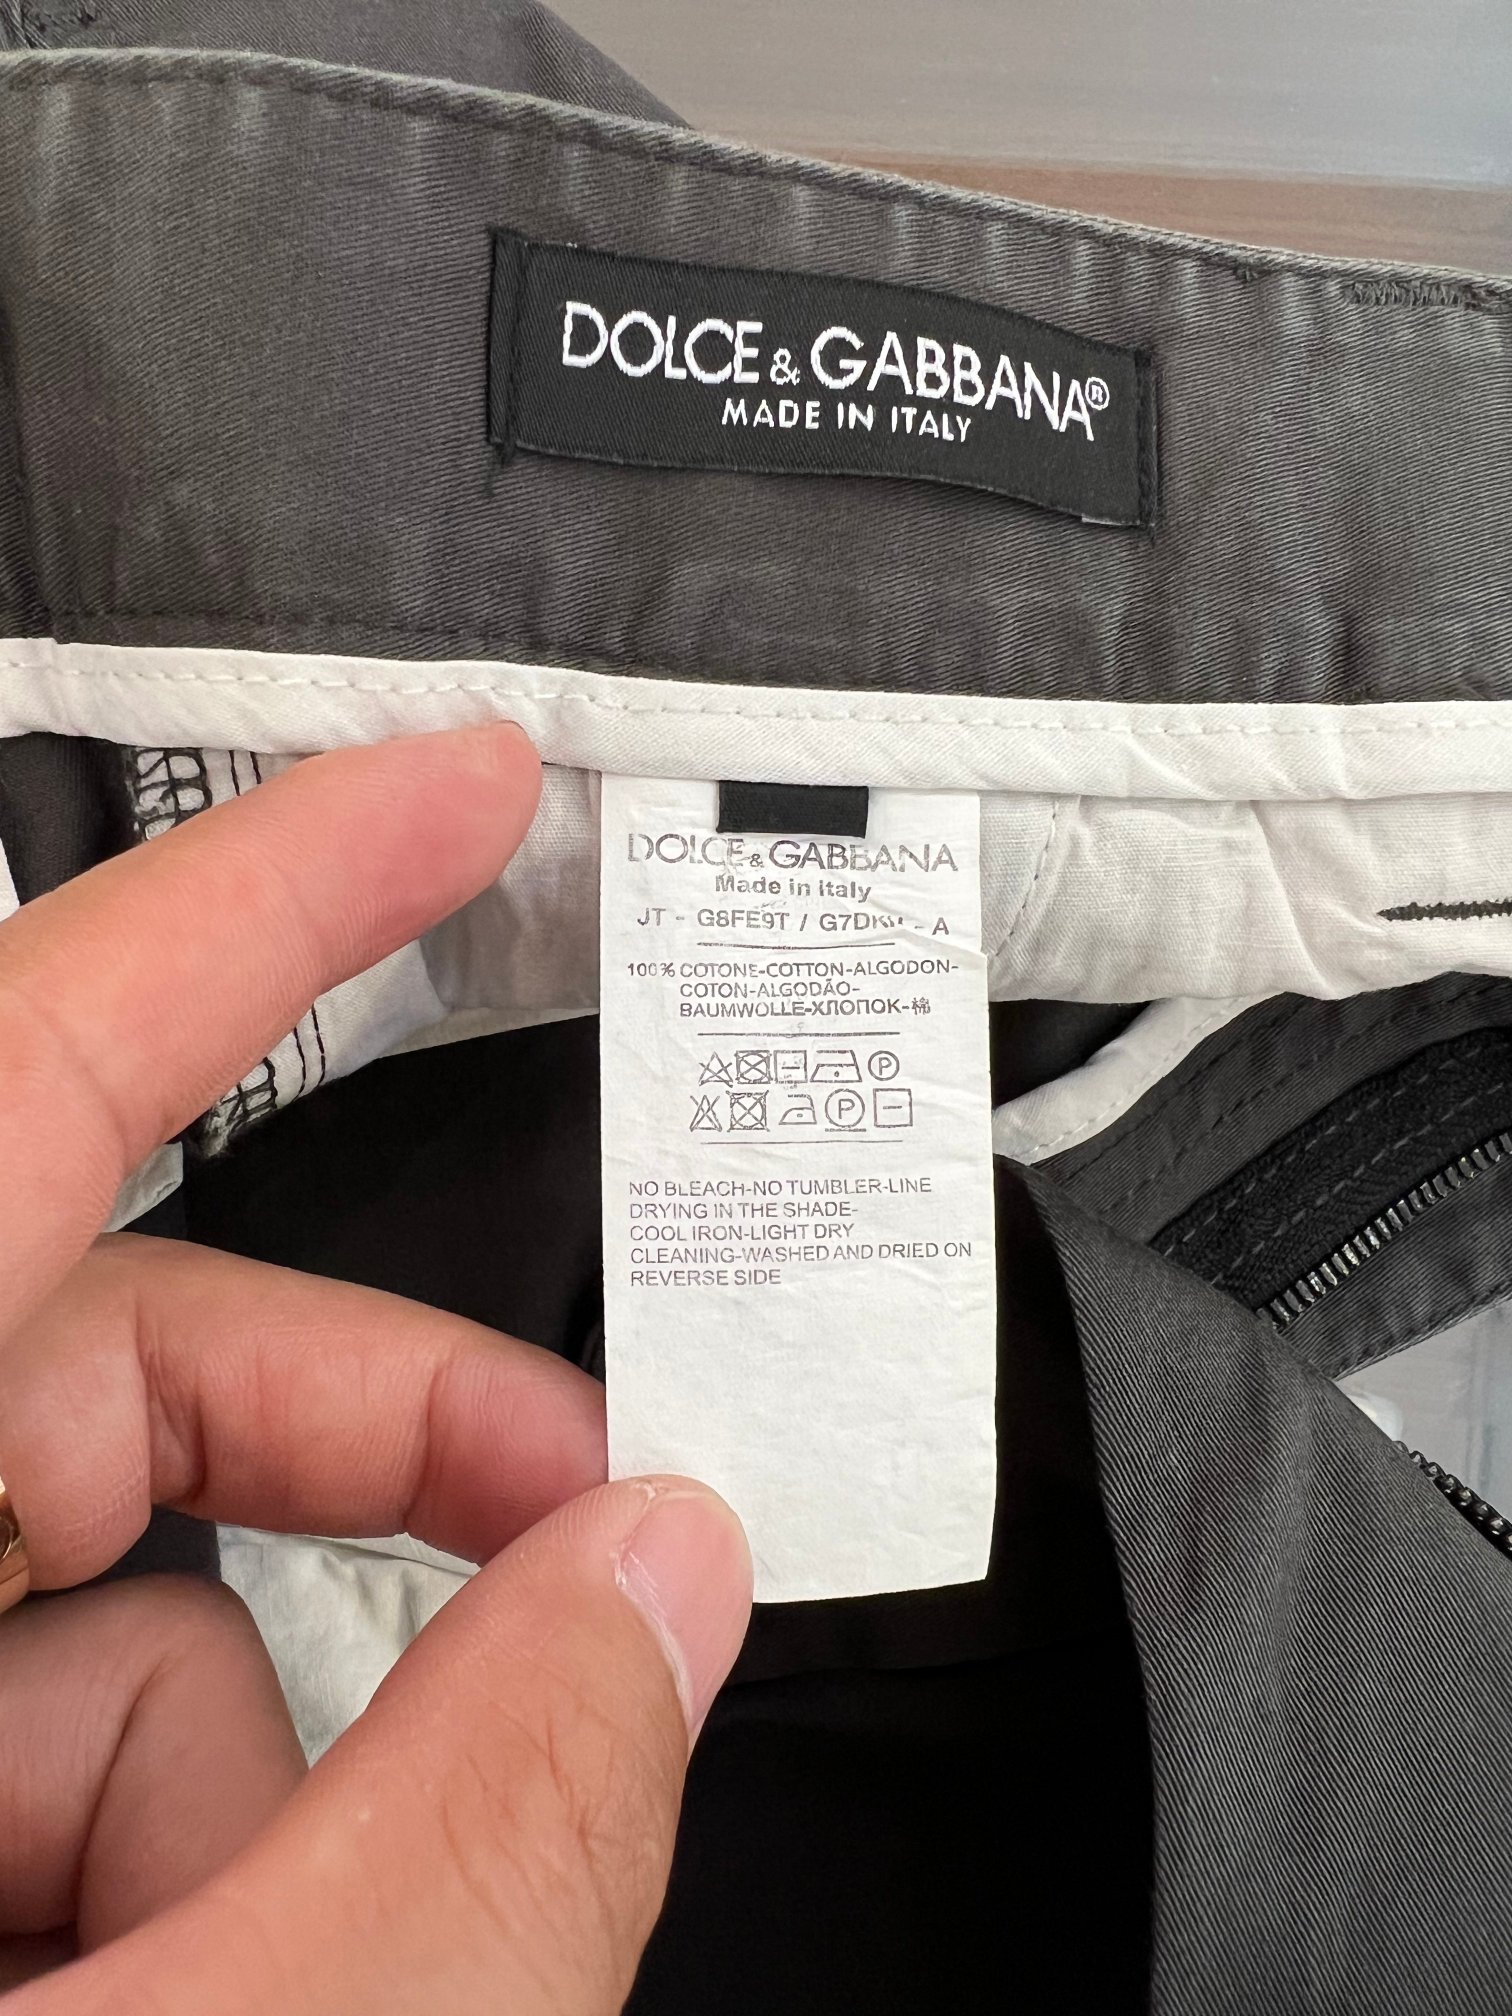 DOLCE & GABBANA®
MADE IN ITALY
DOLCE & GABBANA
Made in Italy
JT - G8FE9T / - A
100% COTONE-COTTON-ALGODON-
COTON-ALGODÃO-
BAUMWOLLE-ХЛОПОК-棉
P
P
NO BLEACH-NO TUMBLER-LINE
DRYING IN THE SHADE-
COOL IRON-LIGHT DRY
CLEANING-WASHED AND DRIED ON
REVERSE SIDE